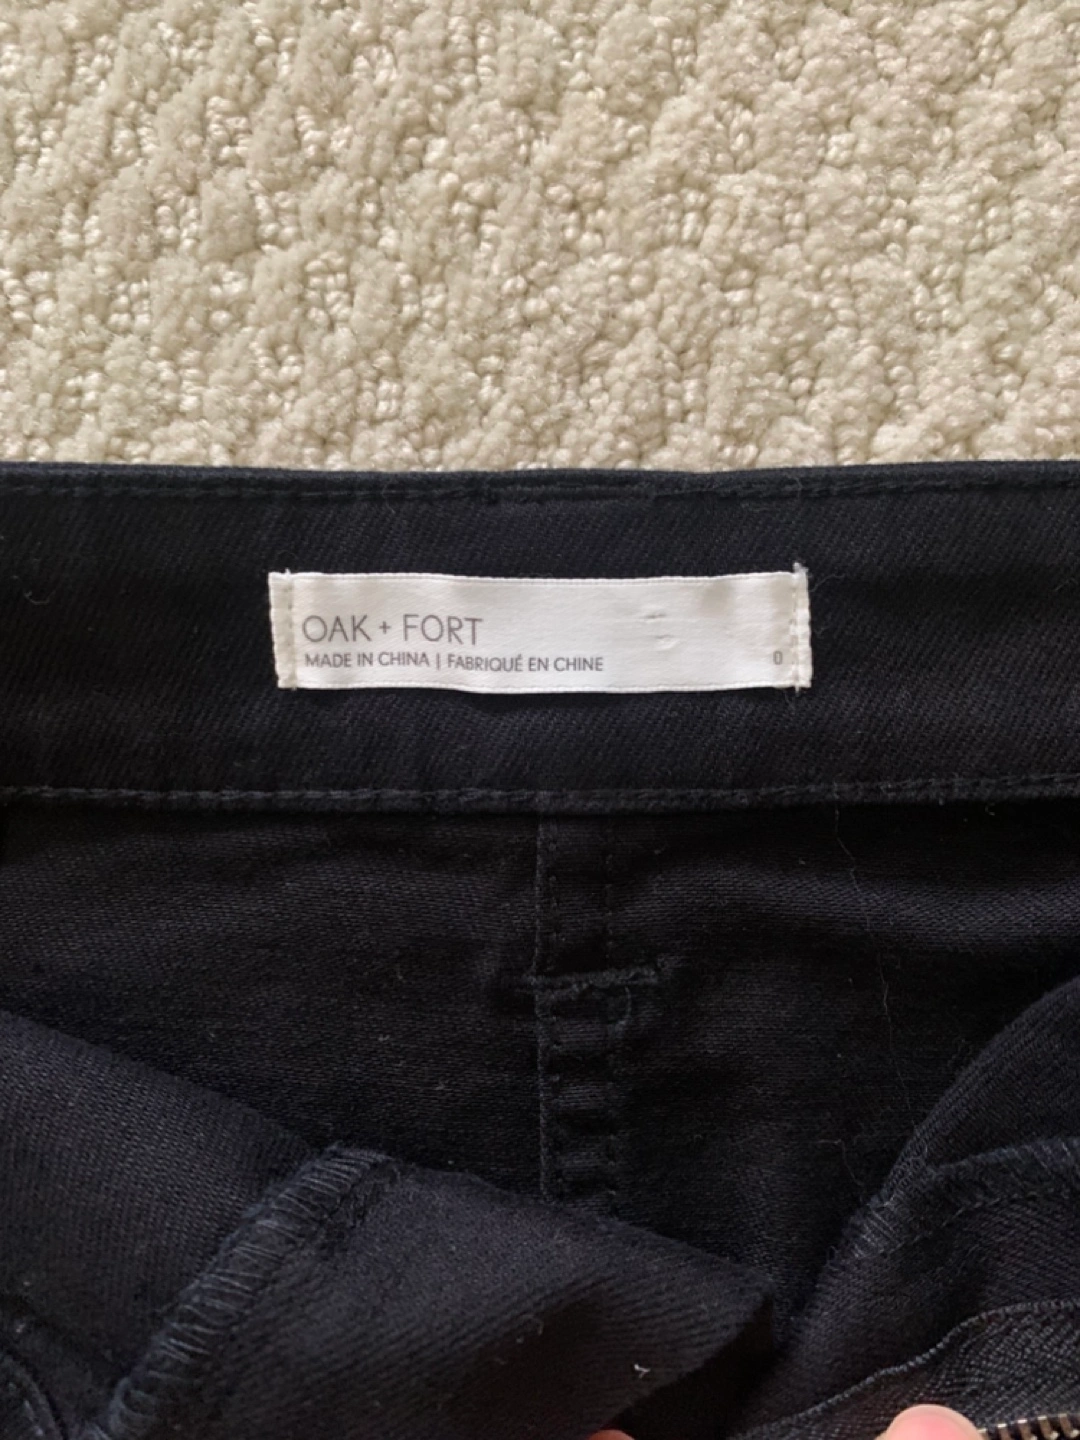 OAK + FORT
MADE IN CHINA | FABRIQUÉ EN CHINE 0